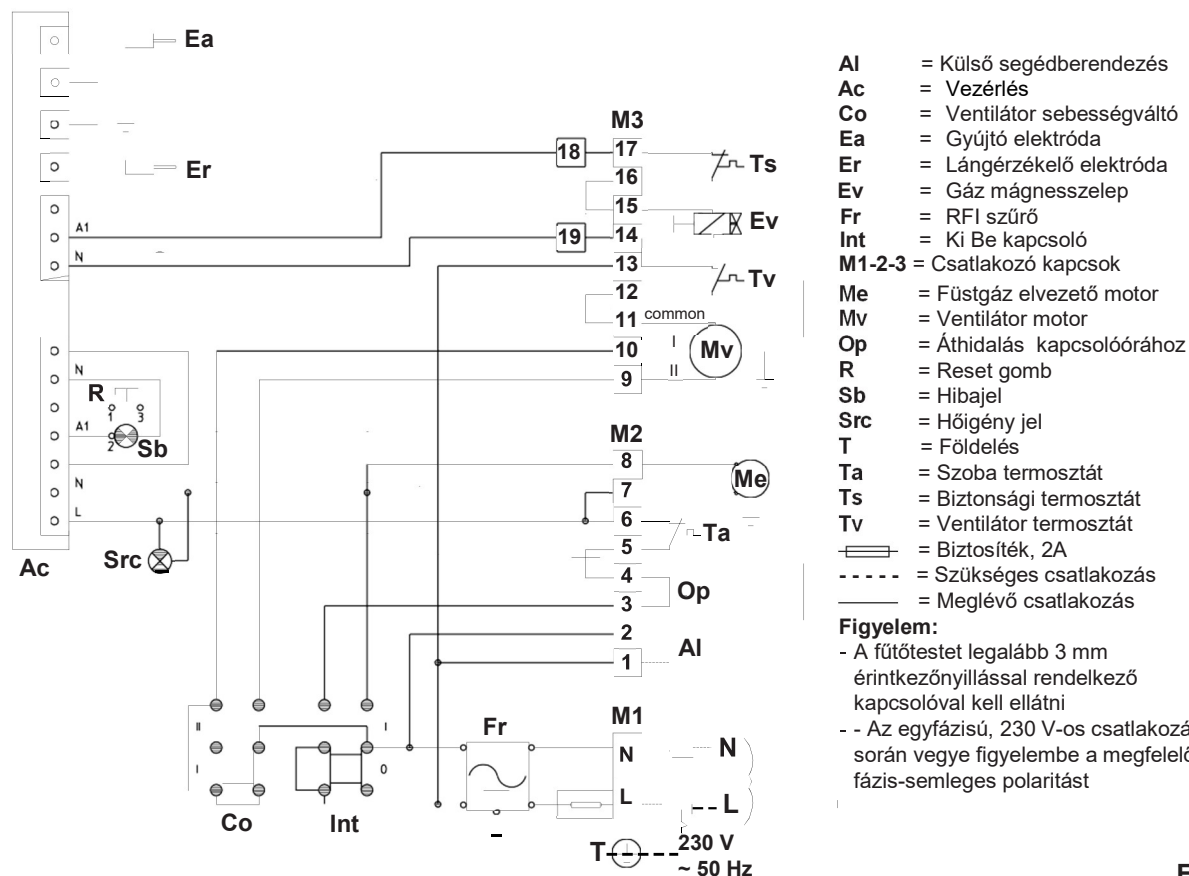 Ea
Er
A1
N
N
R
1
3
A1
2
Sb
N
L
Ac
Src
M3
18
17
Ts
16
15
Ev
19
14
13
Tv
12
11
common
10
I
Mv
9
II
M2
8
Me
7
6
Ta
5
4
Op
3
2
Al
1
II
I
I
0
Co
Int
Fr
M1
N
N
L
L
T
230 V
~ 50 Hz
Al = Külső segédberendezés
Ac = Vezérlés
Co = Ventilátor sebességváltó
Ea = Gyújtó elektróda
Er = Lángérzékelő elektróda
Ev = Gáz mágnesszelep
Fr = RFI szűrő
Int = Ki Be kapcsoló
M1-2-3 = Csatlakozó kapcsok
Me = Füstgáz elvezető motor
Mv = Ventilátor motor
Op = Áthidalás kapcsolóórához
R = Reset gomb
Sb = Hibajel
Src = Hőigény jel
T = Földelés
Ta = Szoba termosztát
Ts = Biztonsági termosztát
Tv = Ventilátor termosztát
= Biztosíték, 2A
- - - - - = Szükséges csatlakozás
——— = Meglévő csatlakozás
Figyelem:
- A fűtőtestet legalább 3 mm
érintkezőnyillással rendelkező
kapcsolóval kell ellátni
- - Az egyfázisú, 230 V-os csatlakozá
során vegye figyelembe a megfelelő
fázis-semleges polaritást